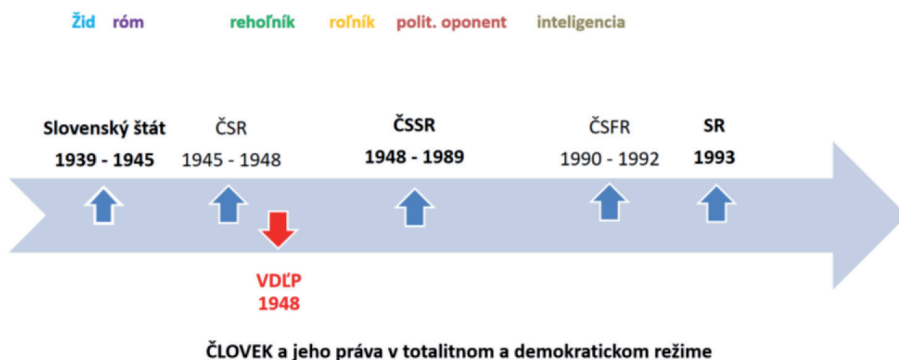 Žid róm rehoľník roľník polit. oponent inteligencia
Slovenský štát ČSR ČSSR ČSFR SR
1939 - 1945 1945 - 1948 1948 - 1989 1990 - 1992 1993
VDĽP
1948
ČLOVEK a jeho práva v totalitnom a demokratickom režime